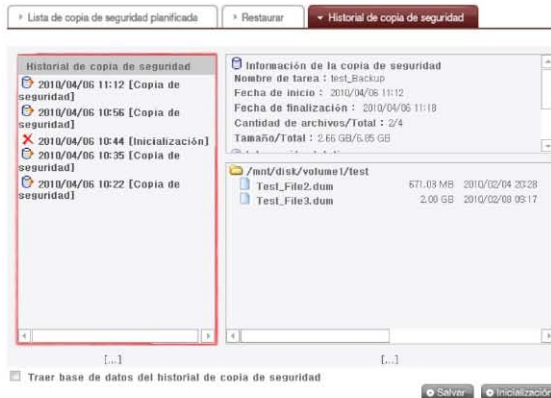 Lista de copia de seguridad planificada
Restaurar
Historial de copia de seguridad
Historial de copia de seguridad
2010/04/06 11:12 [Copia de
seguridad]
2010/04/06 10:56 [Copia de
seguridad]
2010/04/06 10:44 [Inicialización]
2010/04/06 10:35 [Copia de
seguridad]
2010/04/06 10:22 [Copia de
seguridad]
Información de la copia de seguridad
Nombre de tarea : test_Backup
Fecha de inicio : 2010/04/06 11:12
Fecha de finalización : 2010/04/06 11:18
Cantidad de archivos/Total : 2/4
Tamaño/Total : 2.66 GB/6.85 GB
/mnt/disk/volume1/test
Test_File2.dum 671.03 MB 2010/02/04 20:28
Test_File3.dum 2.00 GB 2010/02/08 09:17
[...]
[...]
Traer base de datos del historial de copia de seguridad
Salvar
Inicialización